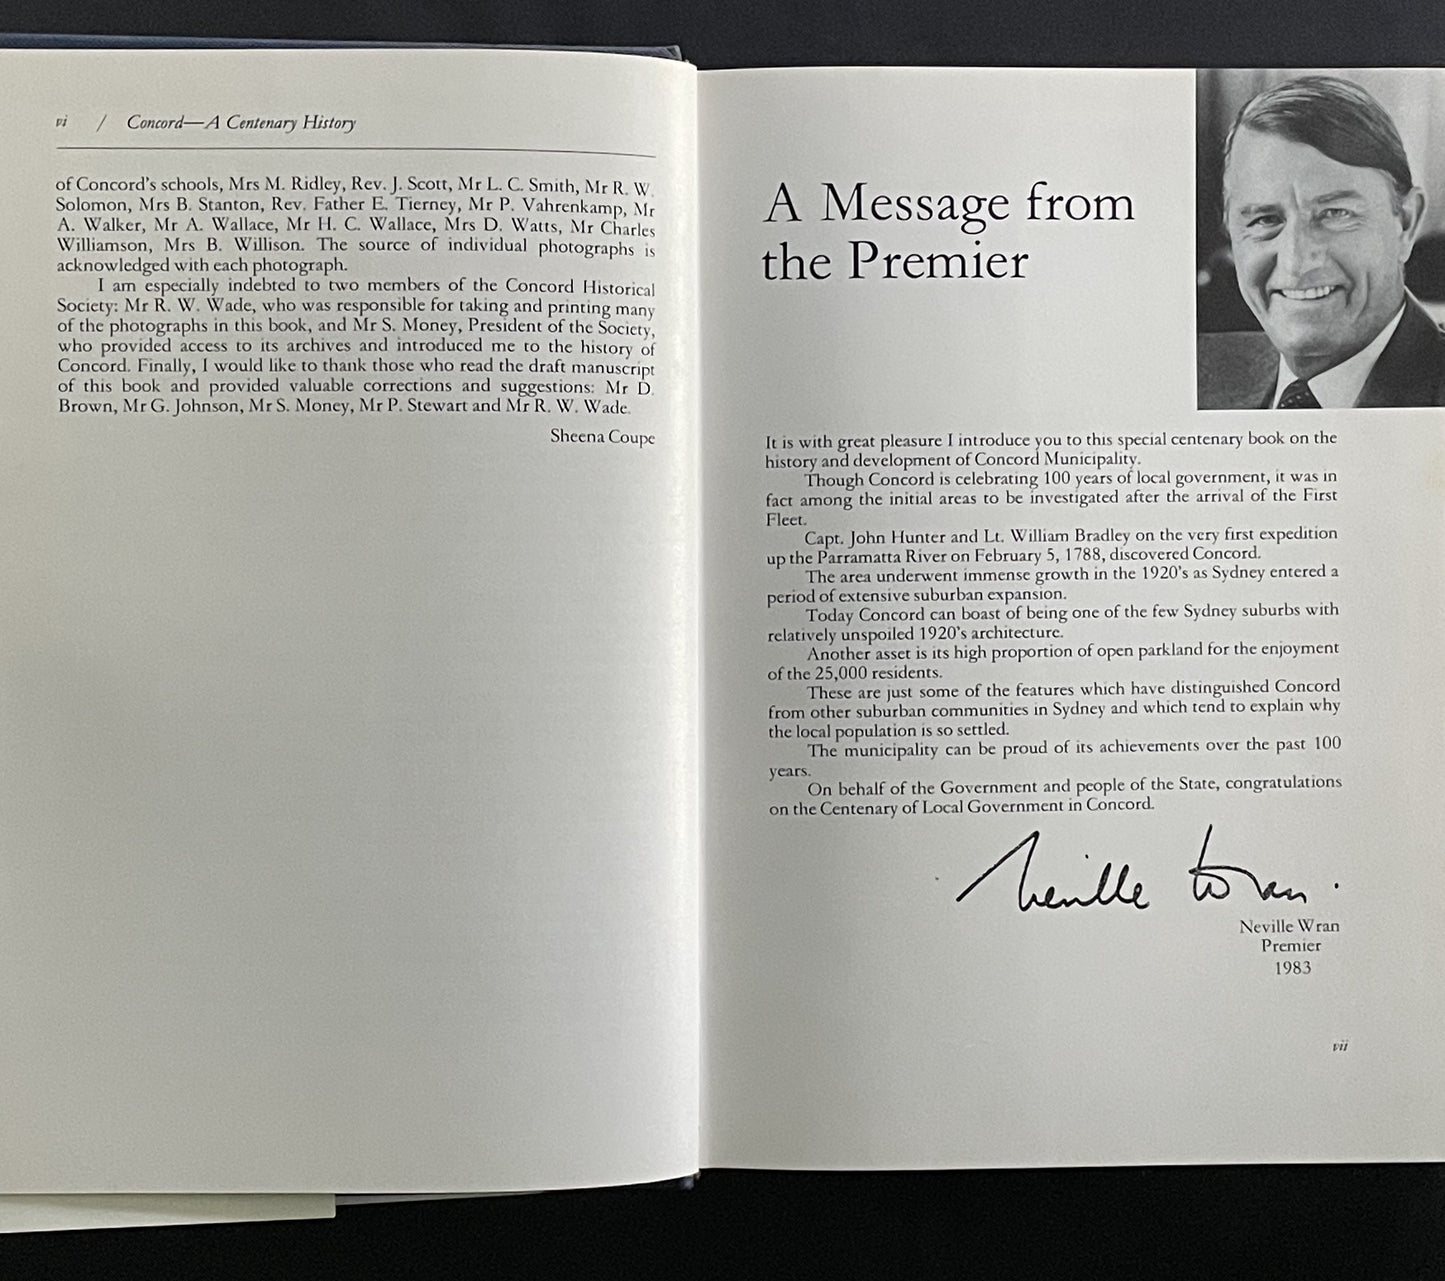 vi / Concord—A Centenary History
of Concord's schools, Mrs M. Ridley, Rev. J. Scott, Mr L. C. Smith, Mr R. W.
Solomon, Mrs B. Stanton, Rev. Father E. Tierney, Mr P. Vahrenkamp, Mr
A. Walker, Mr A. Wallace, Mr H. C. Wallace, Mrs D. Watts, Mr Charles
Williamson, Mrs B. Willison. The source of individual photographs is
acknowledged with each photograph.
I am especially indebted to two members of the Concord Historical
Society: Mr R. W. Wade, who was responsible for taking and printing many
of the photographs in this book, and Mr S. Money, President of the Society,
who provided access to its archives and introduced me to the history of
Concord. Finally, I would like to thank those who read the draft manuscript
of this book and provided valuable corrections and suggestions: Mr D.
Brown, Mr G. Johnson, Mr S. Money, Mr P. Stewart and Mr R. W. Wade.
Sheena Coupe
A Message from
the Premier
It is with great pleasure I introduce you to this special centenary book on the
history and development of Concord Municipality.
Though Concord is celebrating 100 years of local government, it was in
fact among the initial areas to be investigated after the arrival of the First
Fleet.
Capt. John Hunter and Lt. William Bradley on the very first expedition
up the Parramatta River on February 5, 1788, discovered Concord.
The area underwent immense growth in the 1920's as Sydney entered a
period of extensive suburban expansion.
Today Concord can boast of being one of the few Sydney suburbs with
relatively unspoiled 1920's architecture.
Another asset is its high proportion of open parkland for the enjoyment
of the 25,000 residents.
These are just some of the features which have distinguished Concord
from other suburban communities in Sydney and which tend to explain why
the local population is so settled.
The municipality can be proud of its achievements over the past 100
years.
On behalf of the Government and people of the State, congratulations
on the Centenary of Local Government in Concord.
Neville Wran.
Neville Wran
Premier
1983
vii